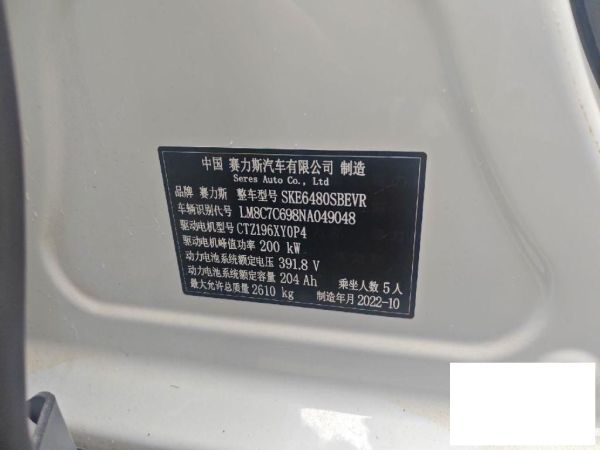 中国 赛力斯汽车有限公司 制造
Seres Auto Co., Ltd
品牌 赛力斯 整车型号 SKE6480SBEVR
车辆识别代号 LM8C7C698NA049048
驱动电机型号 CTZ196XY0P4
驱动电机峰值功率 200 kW
动力电池系统额定电压 391.8 V
动力电池系统额定容量 204 Ah 乘坐人数 5 人
最大允许总质量 2610 kg 制造年月 2022-10